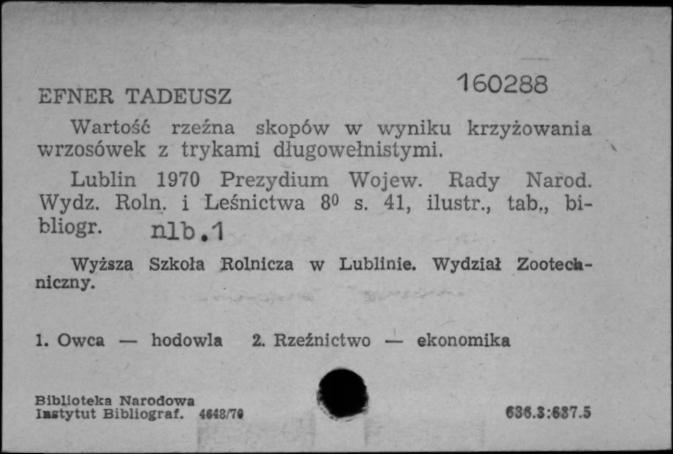 160288
EFNER TADEUSZ
Wartość rzeźna skopów w wyniku krzyżowania
wrzosówek z trykami długowełnistymi.
Lublin 1970 Prezydium Wojew. Rady Narod.
Wydz. Roln. i Leśnictwa 8⁰ s. 41, ilustr., tab., bi-
bliogr. nlb.1
Wyższa Szkoła Rolnicza w Lublinie. Wydział Zootech-
niczny.
1. Owca — hodowla 2. Rzeźnictwo — ekonomika
Biblioteka Narodowa
Instytut Bibliograf. 4643/70 636.3:637.5